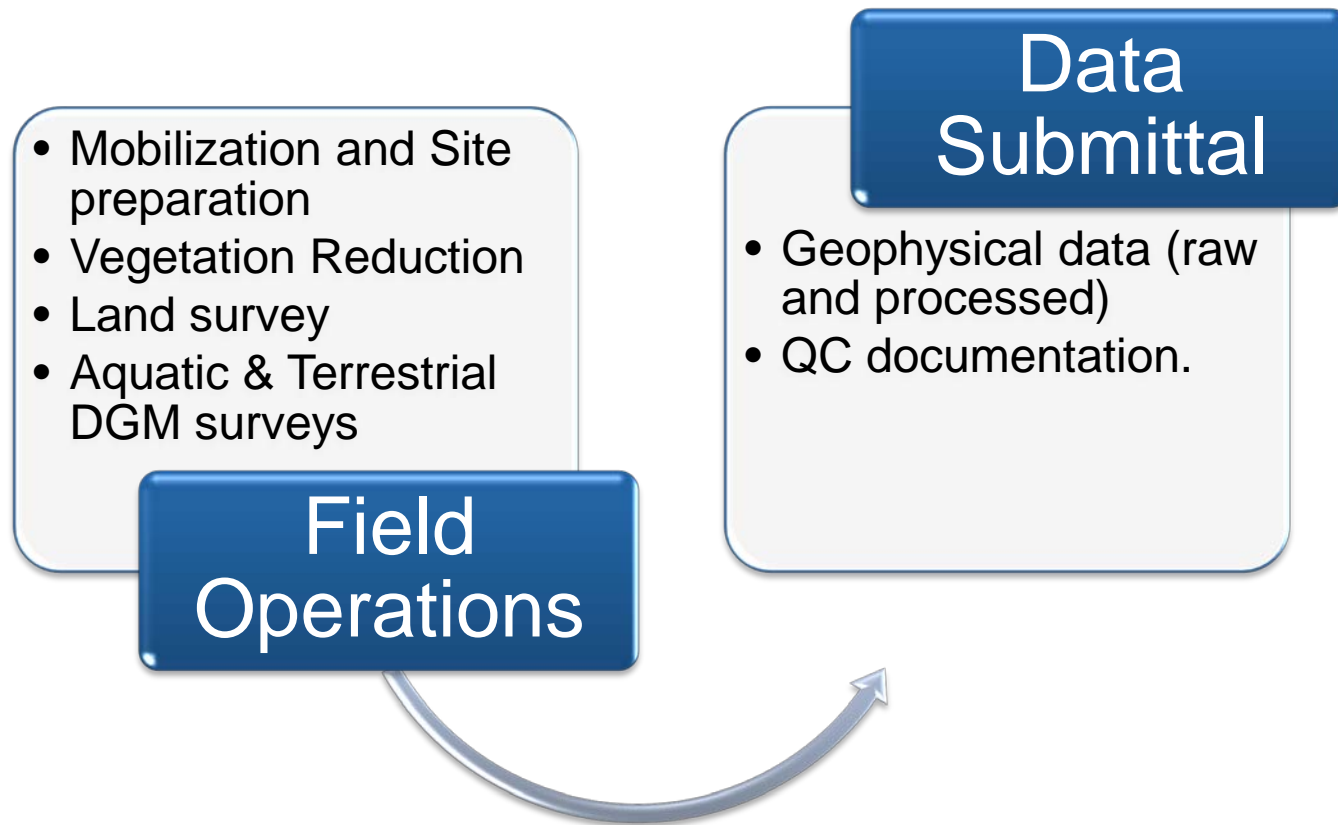 • Mobilization and Site
preparation
• Vegetation Reduction
• Land survey
• Aquatic & Terrestrial
DGM surveys
Field
Operations
Data
Submittal
• Geophysical data (raw
and processed)
• QC documentation.